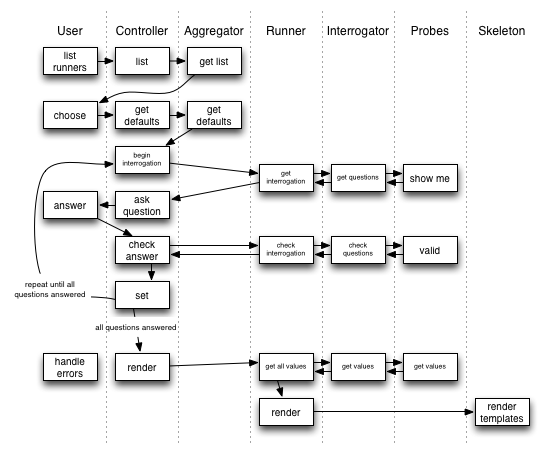 User Controller Aggregator Runner Interrogator Probes Skeleton
list
runners
list
get list
choose
get
defaults
get
defaults
begin
interrogation
get
interrogation
get questions
show me
answer
ask
question
check
answer
check
interrogation
check
questions
valid
repeat until all
questions answered
set
all questions answered
handle
errors
render
get all values
get values
get values
render
render
templates